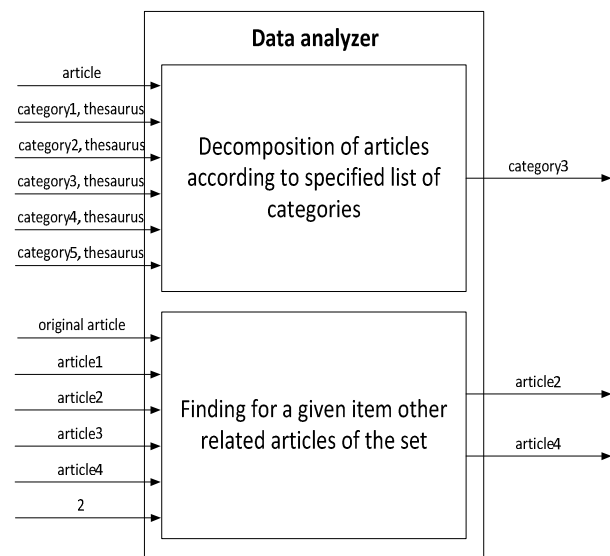 Data analyzer
article
category1, thesaurus
category2, thesaurus
category3, thesaurus
category4, thesaurus
category5, thesaurus
Decomposition of articles
according to specified list of
categories
category3
original article
article1
article2
article3
article4
2
Finding for a given item other
related articles of the set
article2
article4